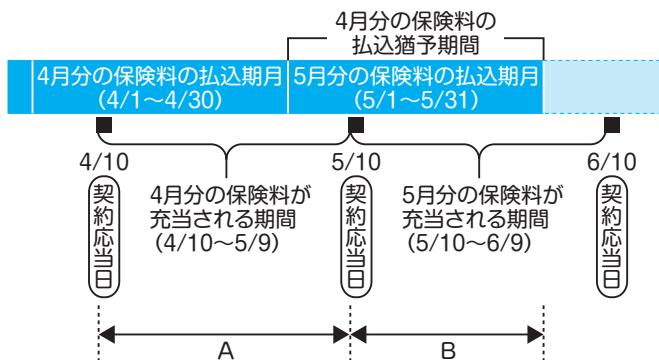 4月分の保険料の
払込猶予期間
4月分の保険料の払込期月
(4/1〜4/30)
5月分の保険料の払込期月
(5/1〜5/31)
4/10
5/10
6/10
契約応当日
4月分の保険料が
充当される期間
(4/10〜5/9)
契約応当日
5月分の保険料が
充当される期間
(5/10〜6/9)
契約応当日
A
B